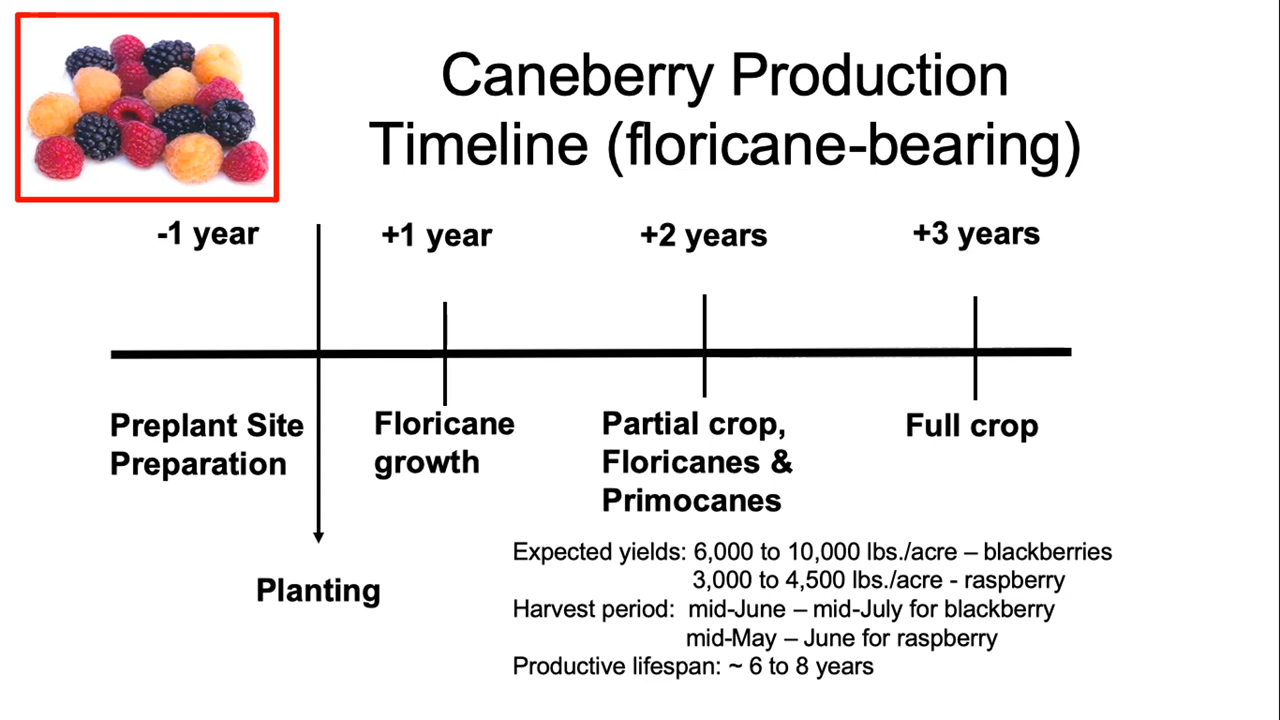 Caneberry Production
Timeline (floricane-bearing)
-1 year
+1 year
+2 years
+3 years
Preplant Site
Preparation
Floricane
growth
Partial crop,
Floricanes &
Primocanes
Full crop
Planting
Expected yields: 6,000 to 10,000 lbs./acre – blackberries
3,000 to 4,500 lbs./acre - raspberry
Harvest period: mid-June – mid-July for blackberry
mid-May – June for raspberry
Productive lifespan: ~ 6 to 8 years